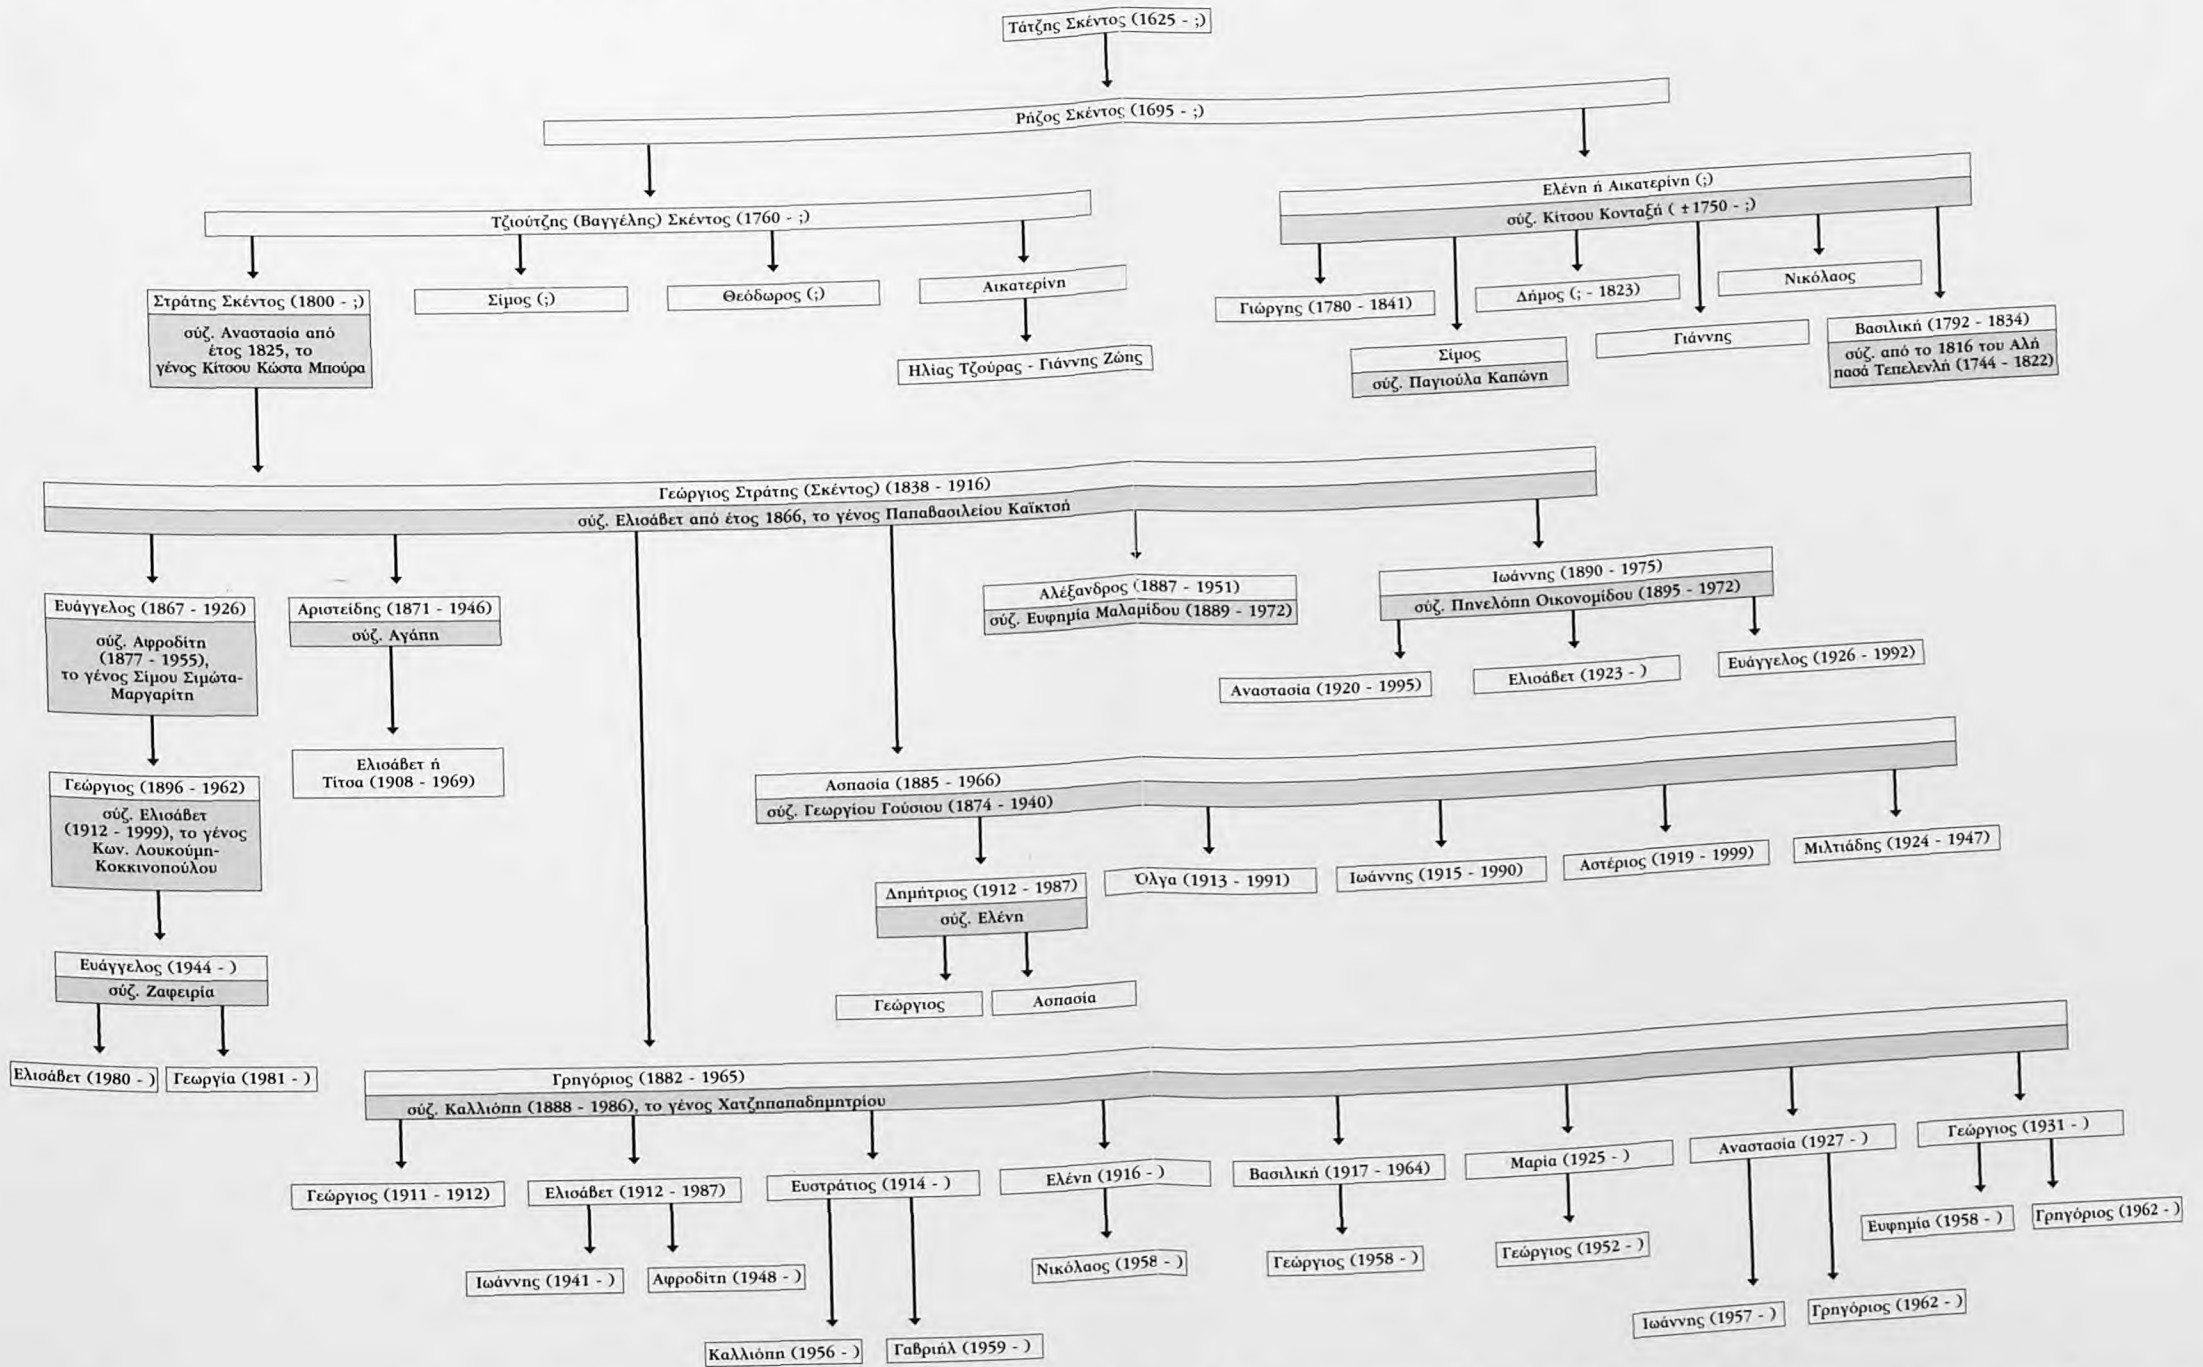 Τάτζης Σκέντος (1625 - ;)
Ρήζος Σκέντος (1695 - ;)
Τζιούτζης (Βαγγέλης) Σκέντος (1760 - ;)
Ελένη ή Αικατερίνη (;)
σύζ. Κίτσου Κονταξή ( ±1750 - ;)
Στράτης Σκέντος (1800 - ;)
σύζ. Αναστασία από
έτος 1825, το
γένος Κίτσου Κώστα Μπούρα
Σίμος (;)
Θεόδωρος (;)
Αικατερίνη
Ηλίας Τζούρας - Γιάννης Ζώης
Γιώργης (1780 - 1841)
Σίμος
σύζ. Παγιούλα Καπώνη
Δήμος (; - 1823)
Γιάννης
Νικόλαος
Βασιλική (1792 - 1834)
σύζ. από το 1816 του Αλή
πασά Τεπελενλή (1744 - 1822)
Γεώργιος Στράτης (Σκέντος) (1838 - 1916)
σύζ. Ελισάβετ από έτος 1866, το γένος Παπαβασιλείου Καϊκτσή
Ευάγγελος (1867 - 1926)
σύζ. Αφροδίτη
(1877 - 1955),
το γένος Σίμου Σιμώτα-
Μαργαρίτη
Αριστείδης (1871 - 1946)
σύζ. Αγάπη
Αλέξανδρος (1887 - 1951)
σύζ. Ευφημία Μαλαμίδου (1889 - 1972)
Ιωάννης (1890 - 1975)
σύζ. Πηνελόπη Οικονομίδου (1895 - 1972)
Αναστασία (1920 - 1995)
Ελισάβετ (1923 - )
Ευάγγελος (1926 - 1992)
Γεώργιος (1896 - 1962)
σύζ. Ελισάβετ
(1912 - 1999), το γένος
Κων. Λουκούμη-
Κοκκινοπούλου
Ελισάβετ ή
Τίτσα (1908 - 1969)
Ασπασία (1885 - 1966)
σύζ. Γεωργίου Γούσιου (1874 - 1940)
Δημήτριος (1912 - 1987)
σύζ. Ελένη
Όλγα (1913 - 1991)
Ιωάννης (1915 - 1990)
Αστέριος (1919 - 1999)
Μιλτιάδης (1924 - 1947)
Γεώργιος
Ασπασία
Ευάγγελος (1944 - )
σύζ. Ζαφειρία
Ελισάβετ (1980 - )
Γεωργία (1981 - )
Γρηγόριος (1882 - 1965)
σύζ. Καλλιόπη (1888 - 1986), το γένος Χατζηπαπαδημητρίου
Γεώργιος (1911 - 1912)
Ελισάβετ (1912 - 1987)
Ευστράτιος (1914 - )
Ελένη (1916 - )
Βασιλική (1917 - 1964)
Μαρία (1925 - )
Αναστασία (1927 - )
Γεώργιος (1931 - )
Ιωάννης (1941 - )
Αφροδίτη (1948 - )
Καλλιόπη (1956 - )
Γαβριήλ (1959 - )
Νικόλαος (1958 - )
Γεώργιος (1958 - )
Γεώργιος (1952 - )
Ιωάννης (1957 - )
Γρηγόριος (1962 - )
Ευφημία (1958 - )
Γρηγόριος (1962 - )